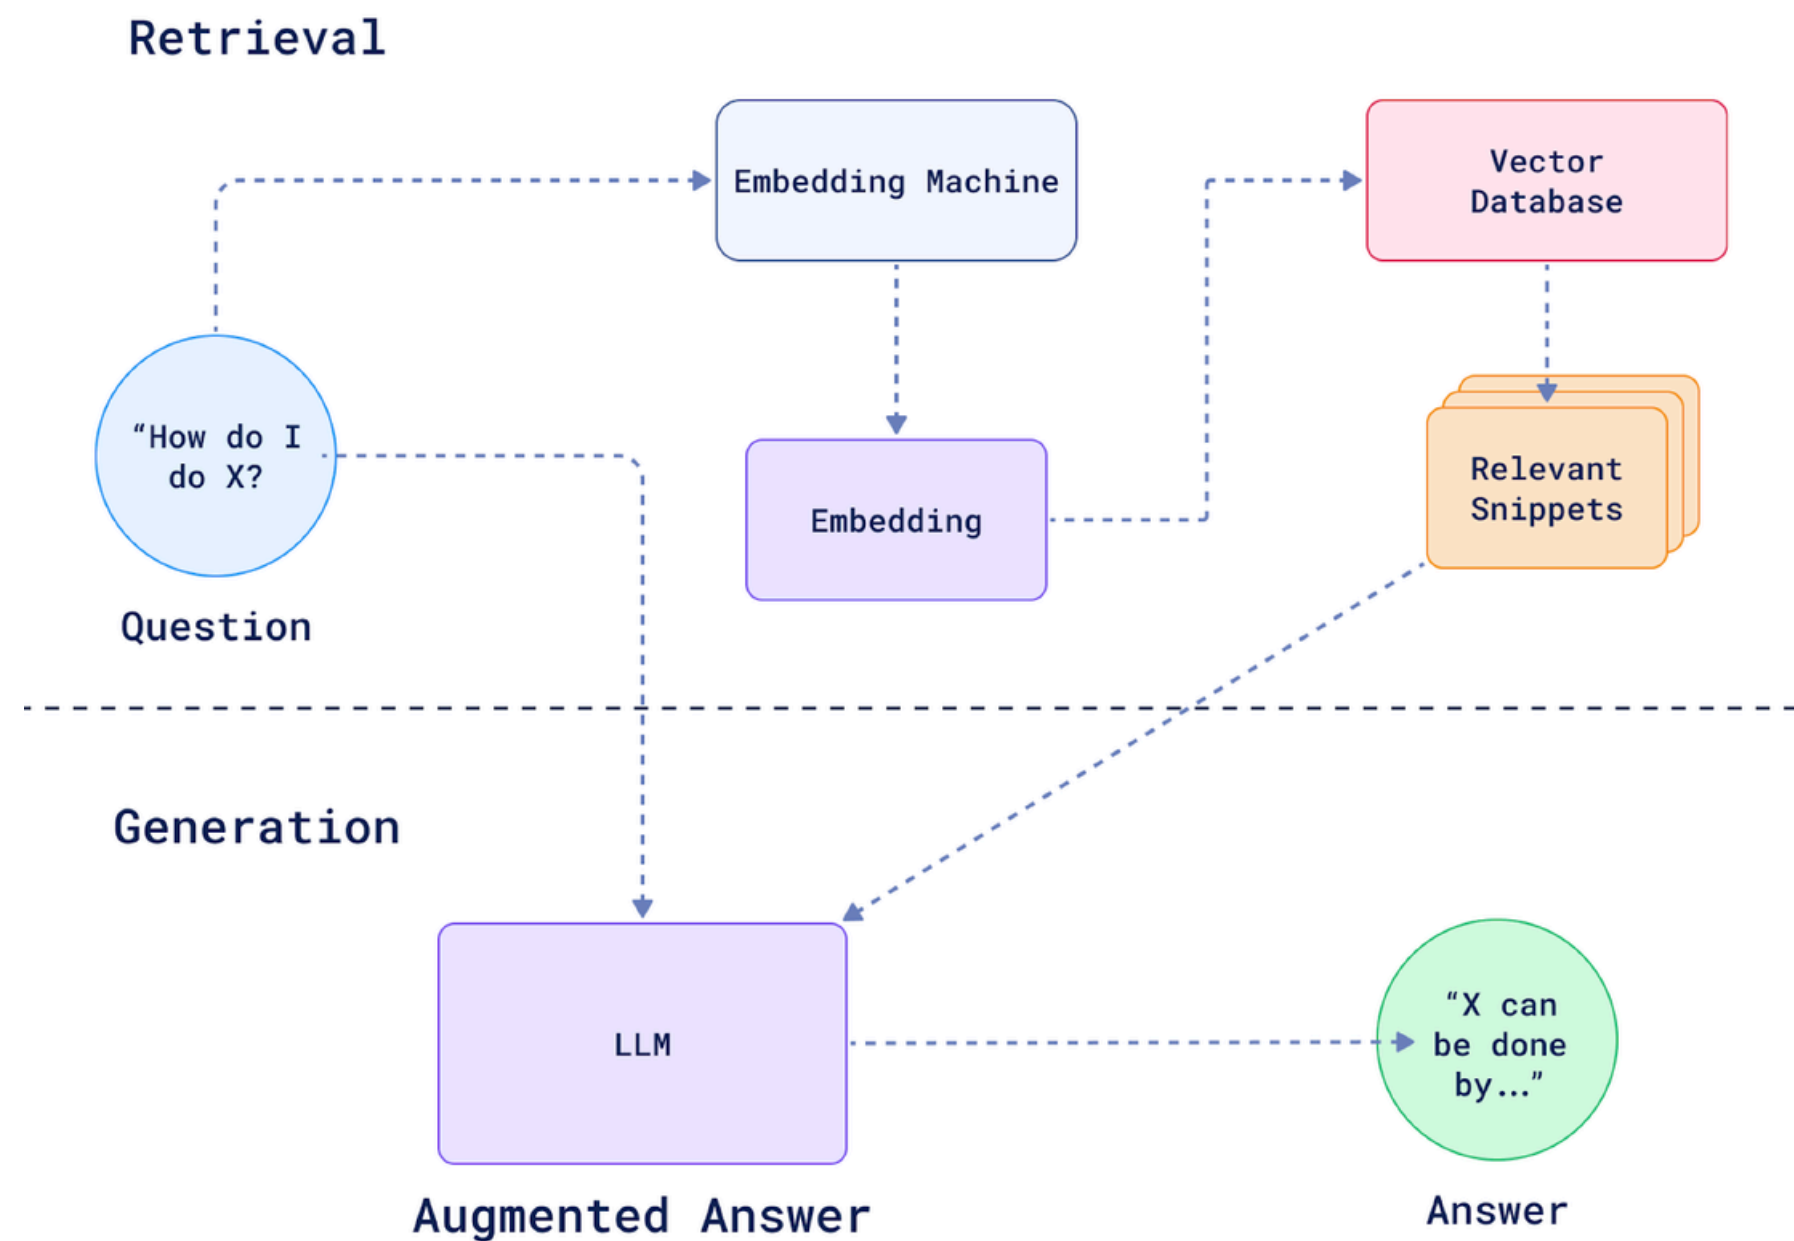 Retrieval
Embedding Machine
Vector
Database
“How do I
do X?
Question
Embedding
Relevant
Snippets
Generation
LLM
Augmented Answer
“X can
be done
by...”
Answer